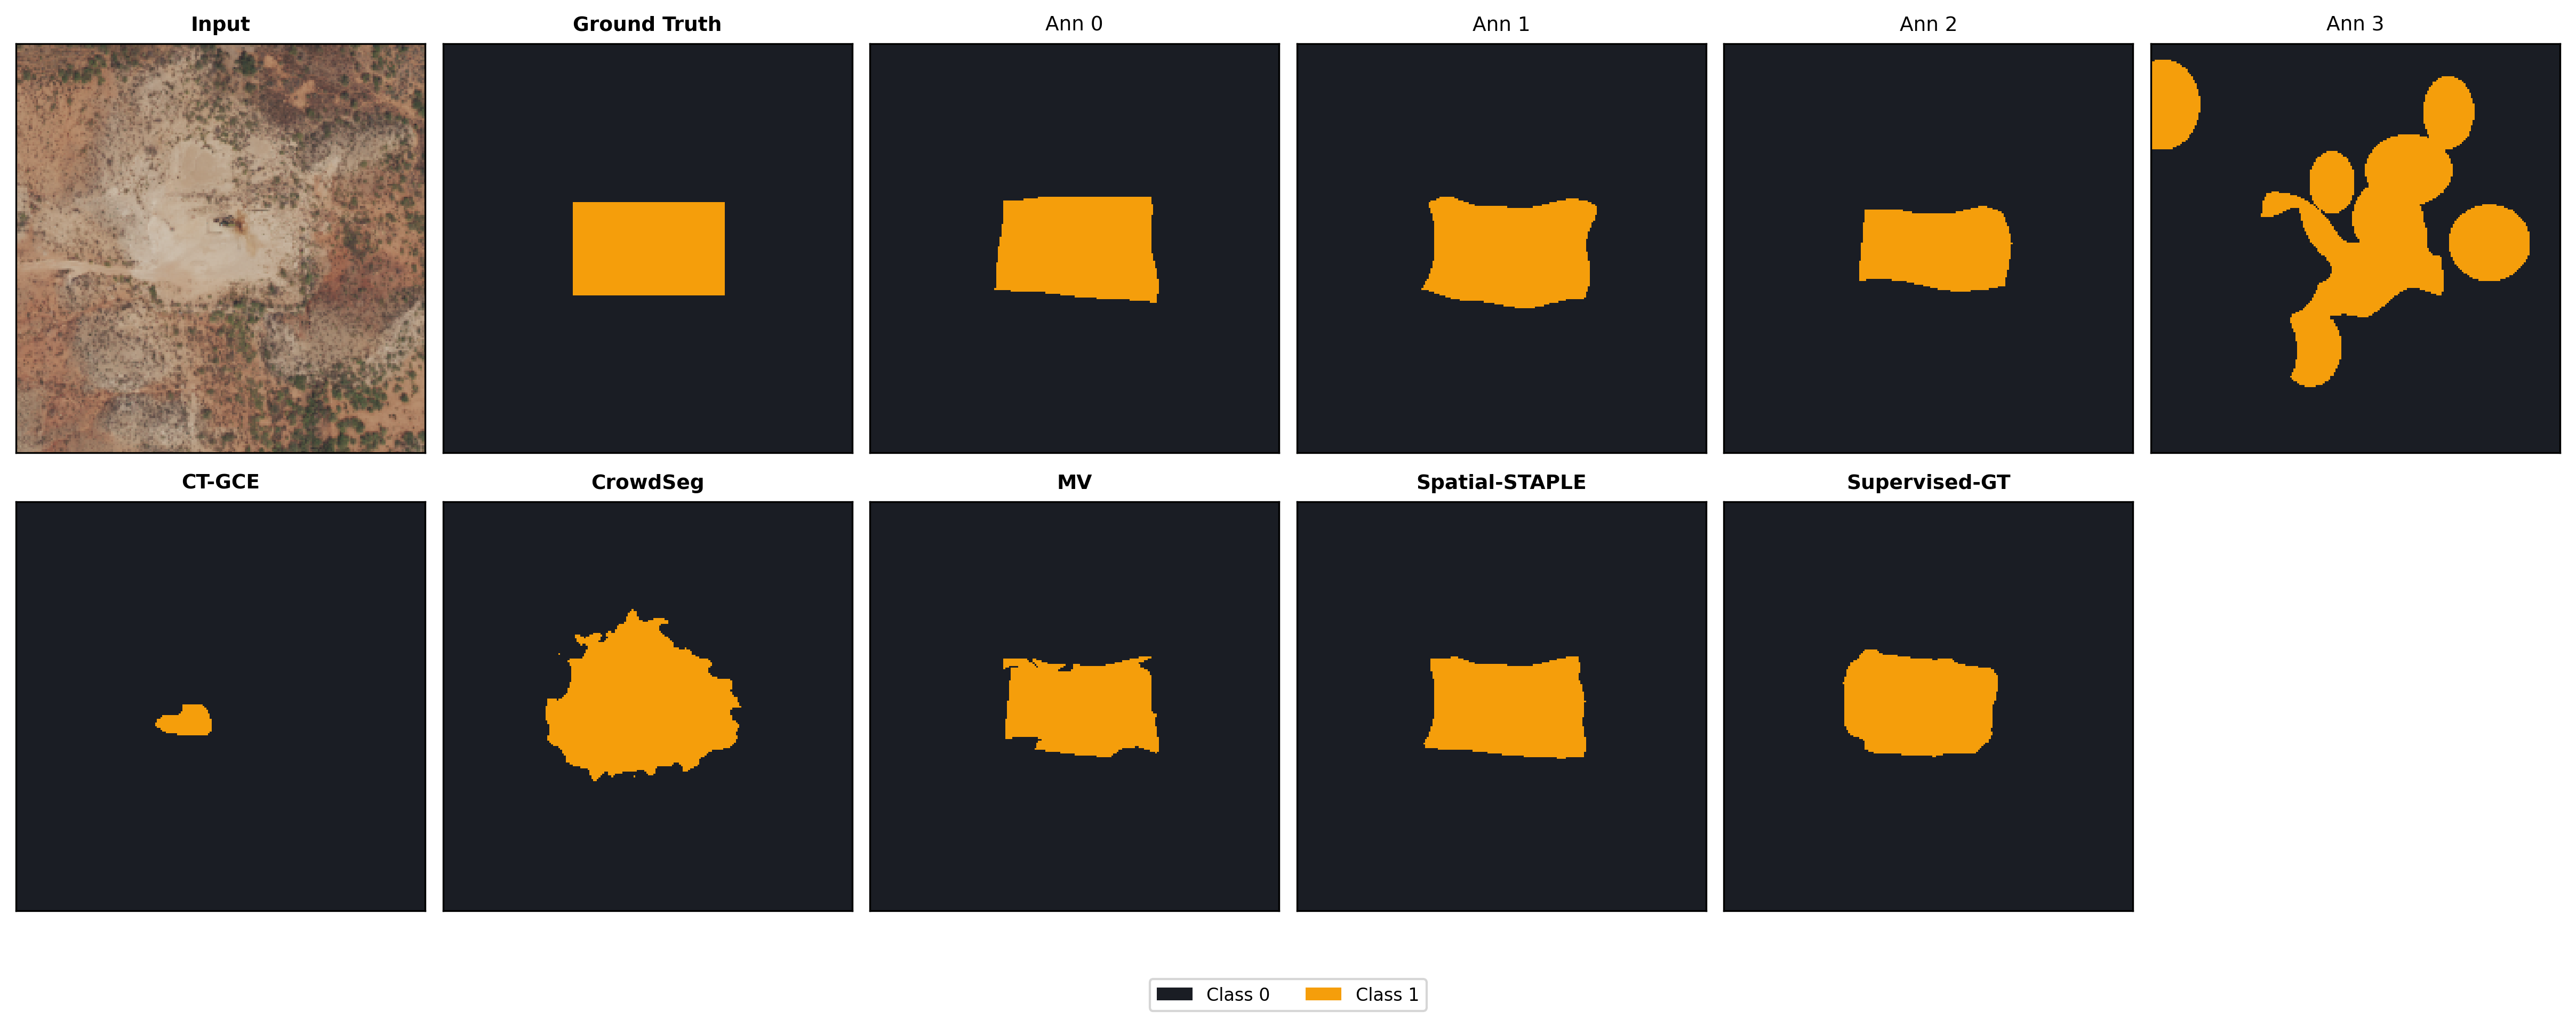 Input
Ground Truth
Ann 0
Ann 1
Ann 2
Ann 3
CT-GCE
CrowdSeg
MV
Spatial-STAPLE
Supervised-GT
Class 0
Class 1